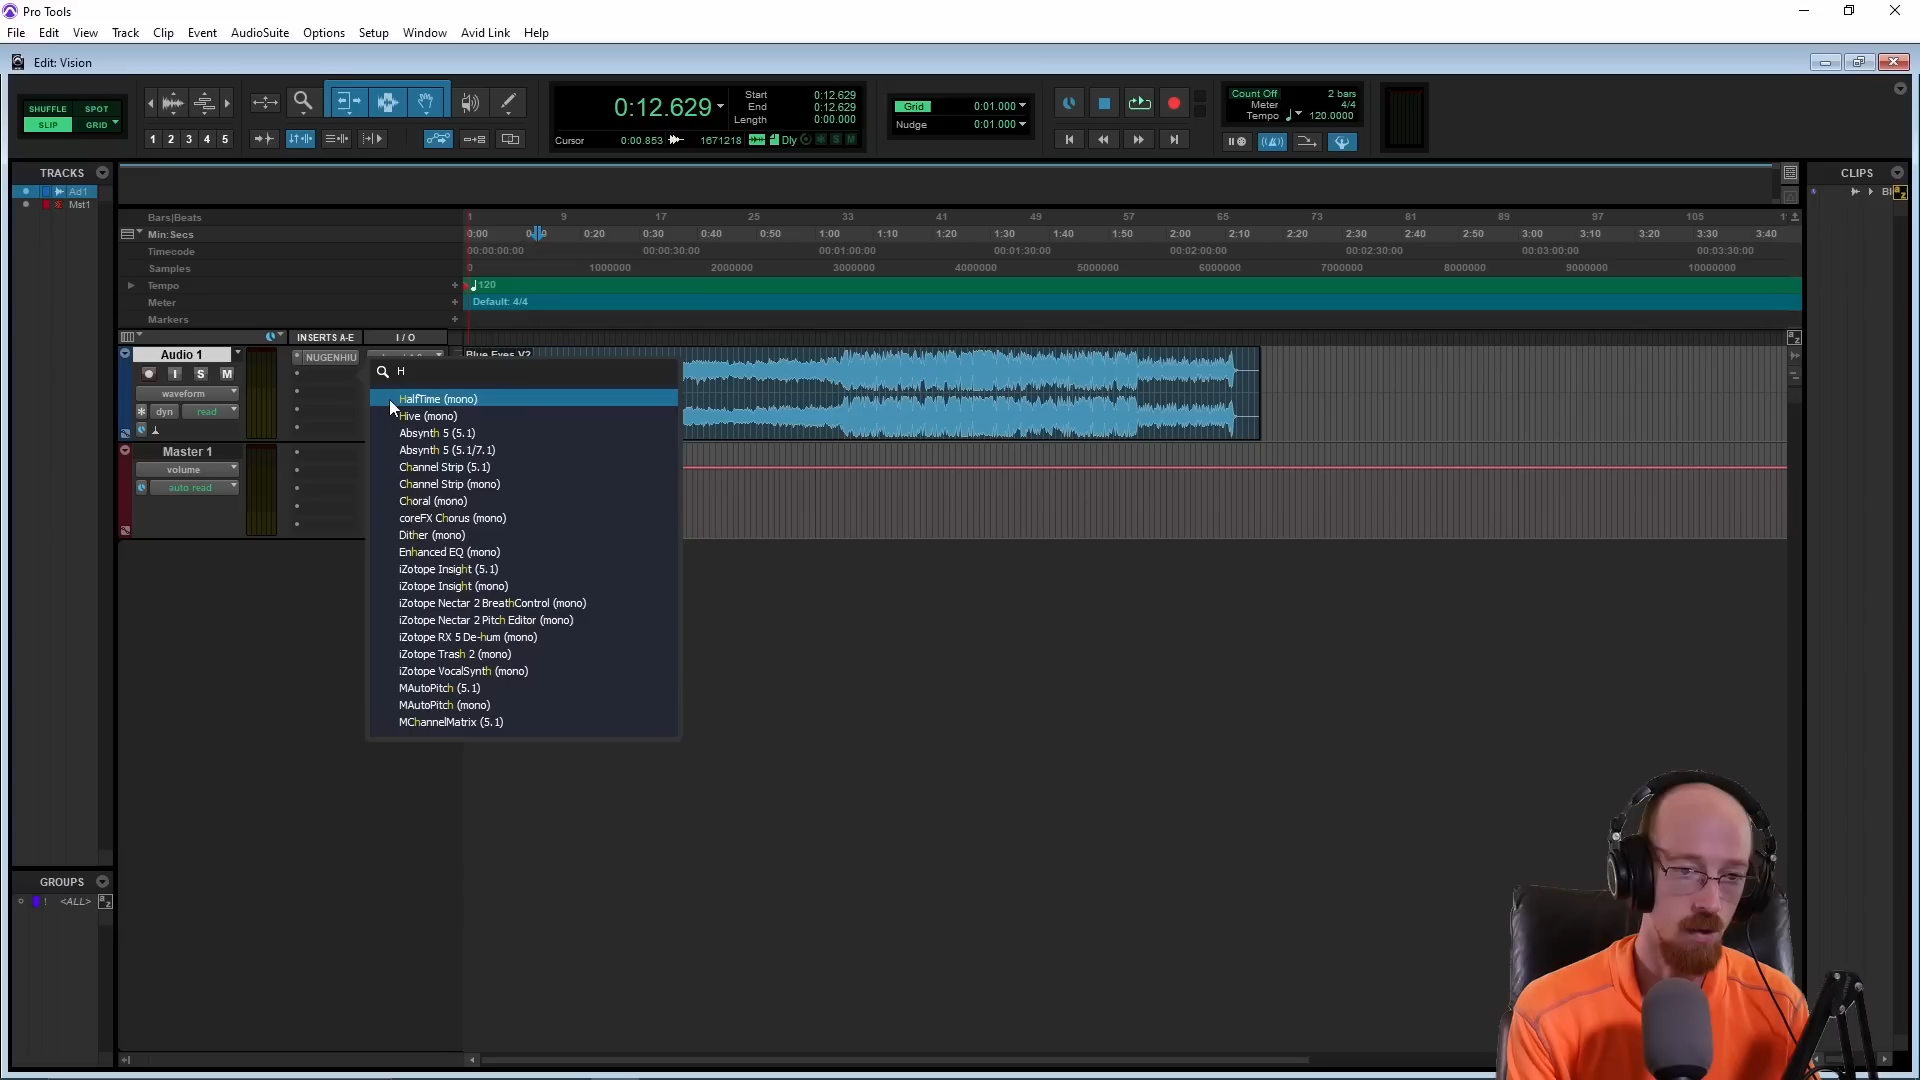 Pro Tools
File Edit View Track Clip Event AudioSuite Options Setup Window Avid Link Help
Edit: Vision
SHUFFLE SPOT
SLIP GRID
1 2 3 4 5
0:12.629
Start 0:12.629
End 0:12.629
Length 0:00.000
Cursor 0:00.853 1671218 Dly S M
Grid 0:01.000
Nudge 0:01.000
Count Off 2 bars
Meter 4/4
Tempo 120.0000
TRACKS
Ad1
Mst1
CLIPS
Bars|Beats 1 9 17 25 33 41 49 57 65 73 81 89 97 105
Min:Secs 0:00 0:20 0:30 0:40 0:50 1:00 1:10 1:20 1:30 1:40 1:50 2:00 2:10 2:20 2:30 2:40 2:50 3:00 3:10 3:20 3:30 3:40
Timecode 00:00:00:00 00:00:30:00 00:01:00:00 00:01:30:00 00:02:00:00 00:02:30:00 00:03:00:00 00:03:30:00
Samples 0 1000000 2000000 3000000 4000000 5000000 6000000 7000000 8000000 9000000 10000000
Tempo 120
Meter Default: 4/4
Markers
INSERTS A-E I / O
Audio 1
I S M
waveform
dyn read
NUGENHIU
Blue Eyes V2
Master 1
volume
auto read
H
HalfTime (mono)
Hive (mono)
Absynth 5 (5.1)
Absynth 5 (5.1/7.1)
Channel Strip (5.1)
Channel Strip (mono)
Choral (mono)
coreFX Chorus (mono)
Dither (mono)
Enhanced EQ (mono)
iZotope Insight (5.1)
iZotope Insight (mono)
iZotope Nectar 2 BreathControl (mono)
iZotope Nectar 2 Pitch Editor (mono)
iZotope RX 5 De-hum (mono)
iZotope Trash 2 (mono)
iZotope VocalSynth (mono)
MAutoPitch (5.1)
MAutoPitch (mono)
MChannelMatrix (5.1)
GROUPS
! <ALL>